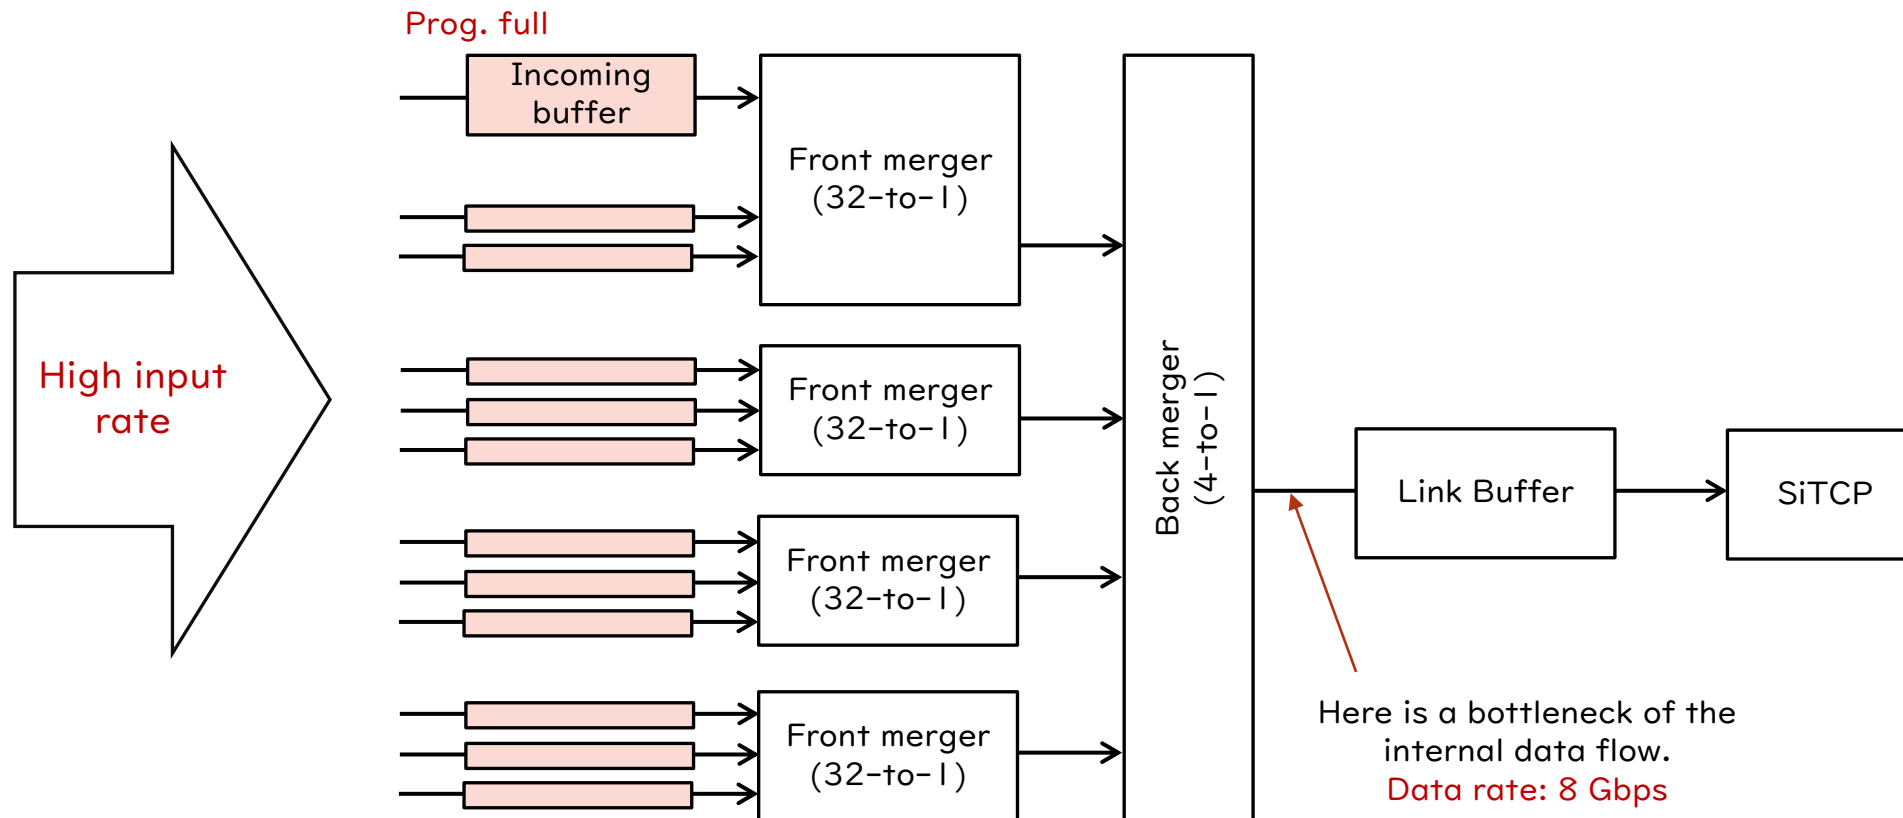 Prog. full
Incoming
buffer
Front merger
(32-to-1)
High input
rate
Front merger
(32-to-1)
Back merger
(4-to-1)
Link Buffer
SiTCP
Front merger
(32-to-1)
Front merger
(32-to-1)
Here is a bottleneck of the
internal data flow.
Data rate: 8 Gbps